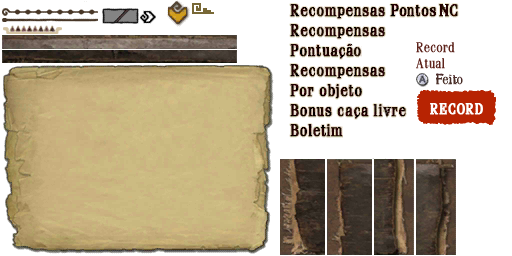 Recompensas Pontos NC
Recompensas
Pontuação
Recompensas
Por objeto
Bonus caça livre
Boletim
Record
Atual
A Feito
RECORD